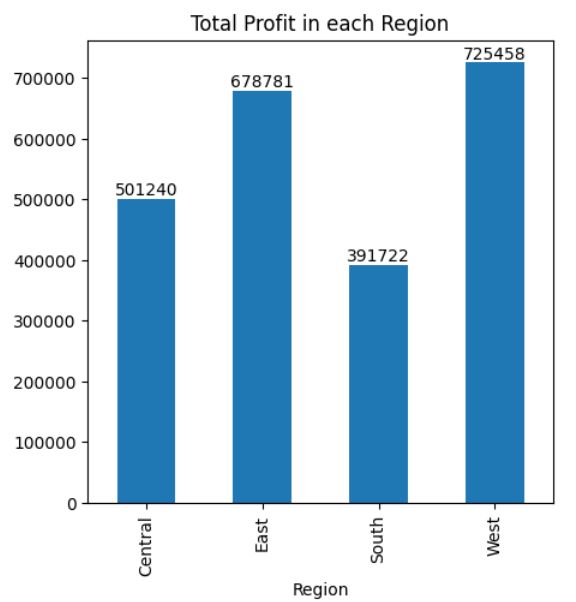 Total Profit in each Region
725458
700000
678781
600000
501240
500000
400000
391722
300000
200000
100000
0
Central
East
South
West
Region